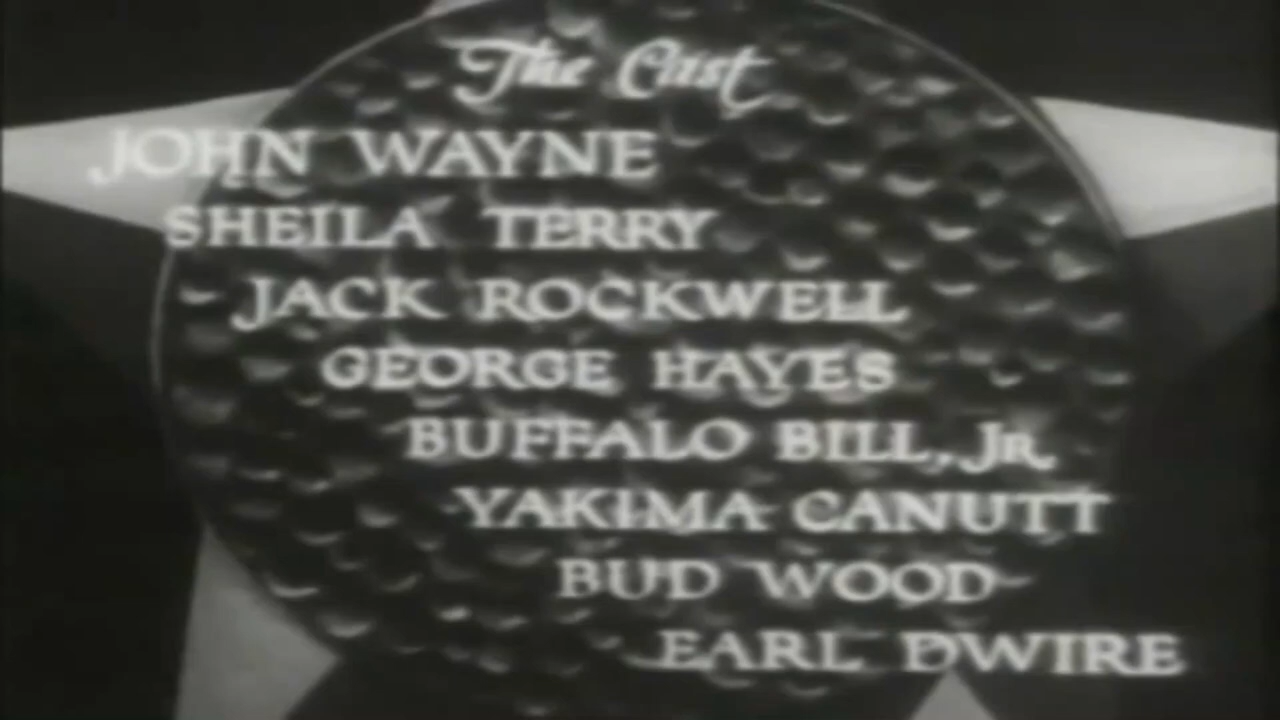 The Cast
JOHN WAYNE
SHEILA TERRY
JACK ROCKWELL
GEORGE HAYES
BUFFALO BILL, JR.
YAKIMA CANUTT
BUD WOOD
EARL DWIRE